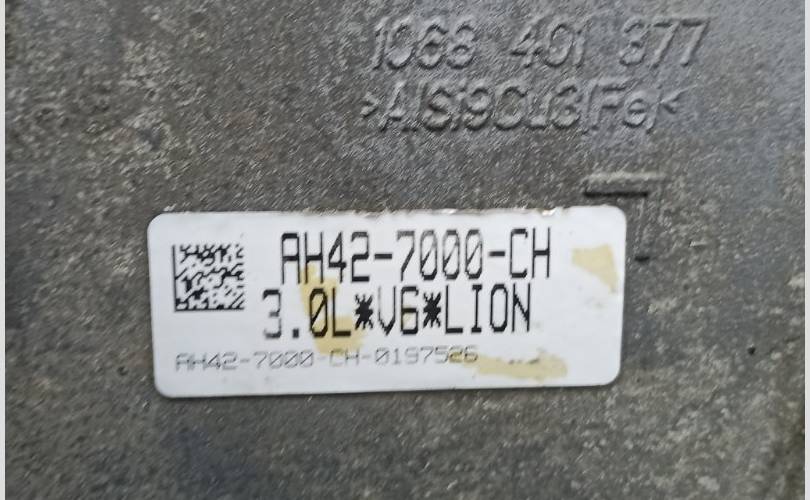 1068 401 377
>AlSi9Cu3(Fe)<
AH42-7000-CH
3.0L*V6*LION
AH42-7000-CH-0197526